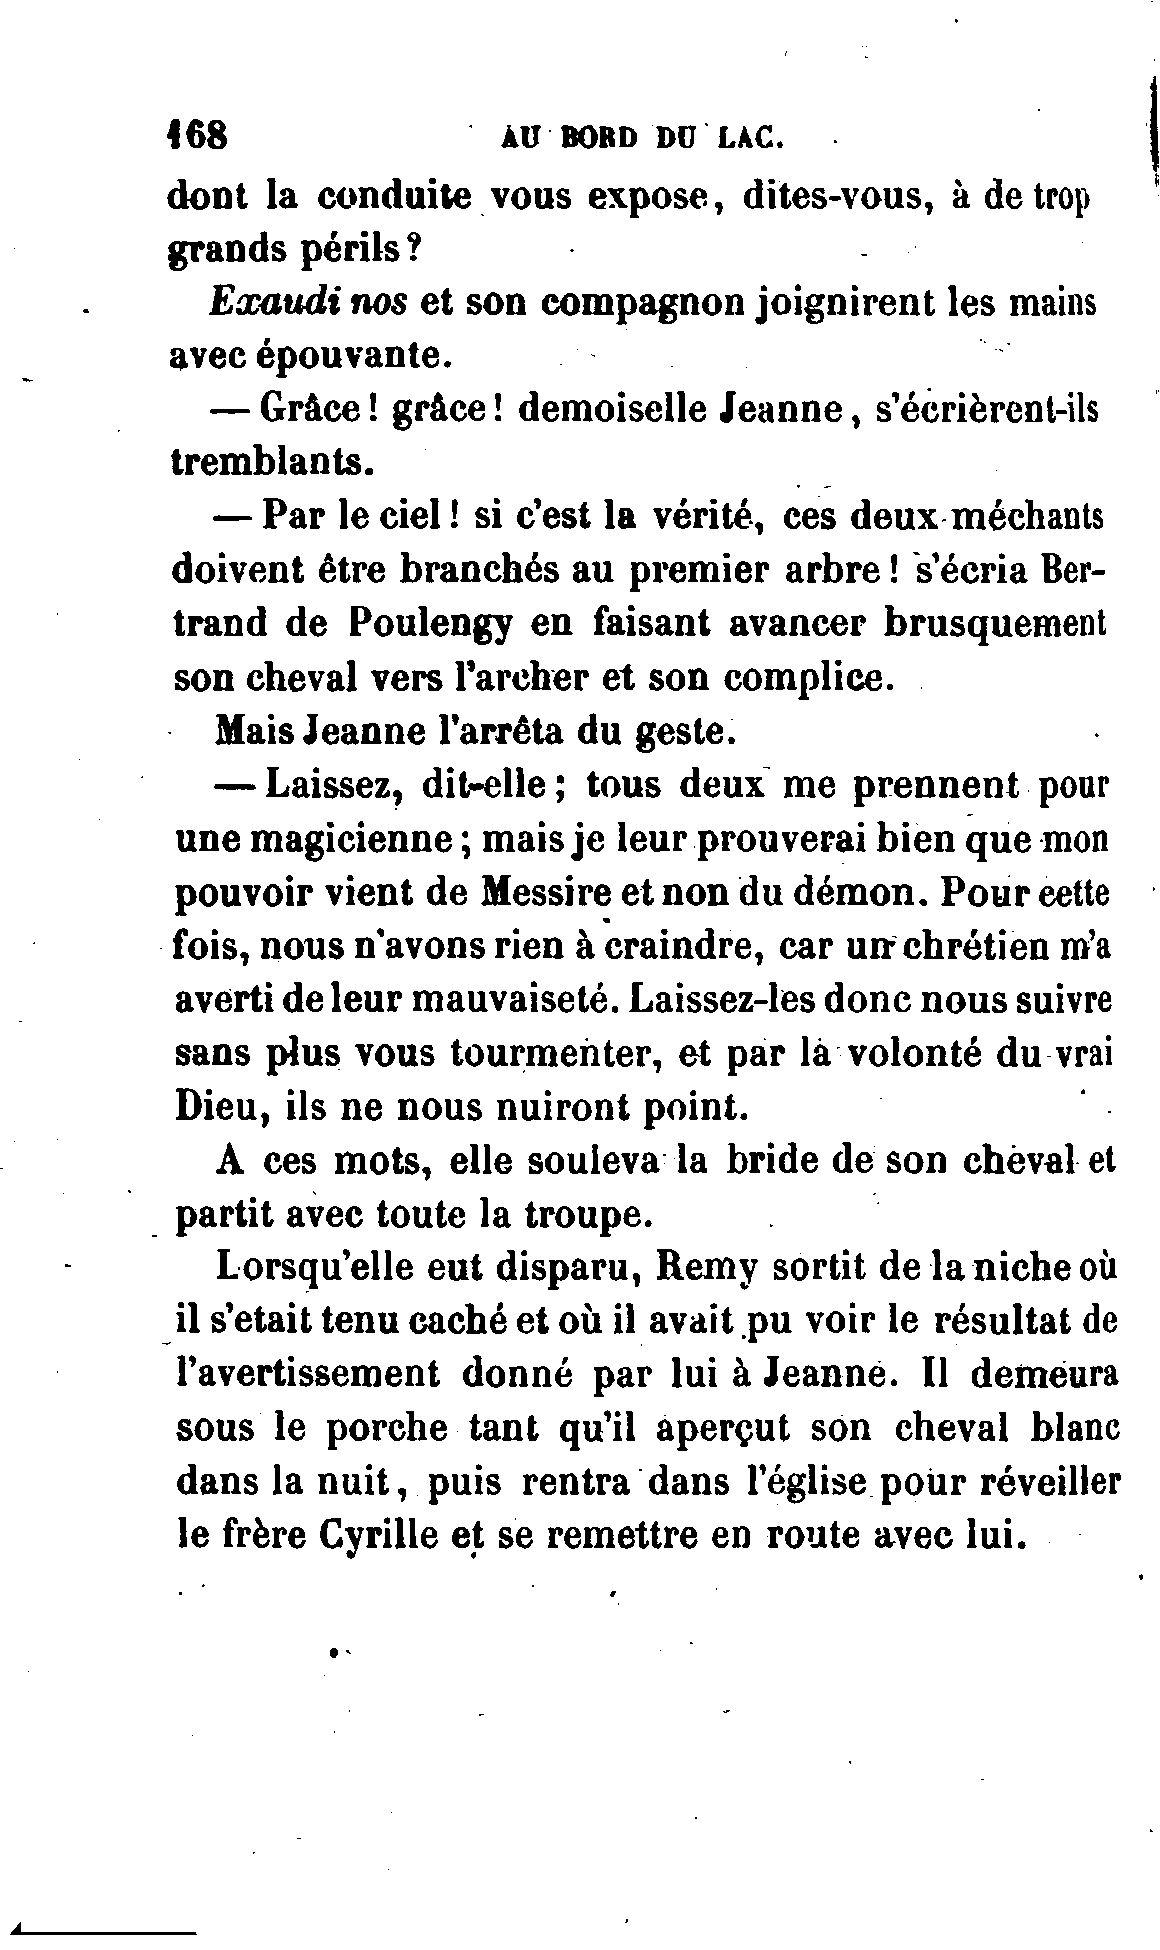 168 AU BORD DU LAC.
dont la conduite vous expose, dites-vous, à de trop
grands périls?
Exaudi nos et son compagnon joignirent les mains
avec épouvante.
— Grâce! grâce! demoiselle Jeanne, s'écrièrent-ils
tremblants.
— Par le ciel! si c'est la vérité, ces deux méchants
doivent être branchés au premier arbre! s'écria Ber-
trand de Poulengy en faisant avancer brusquement
son cheval vers l'archer et son complice.
Mais Jeanne l'arrêta du geste.
— Laissez, dit-elle; tous deux me prennent pour
une magicienne; mais je leur prouverai bien que mon
pouvoir vient de Messire et non du démon. Pour cette
fois, nous n'avons rien à craindre, car un chrétien m'a
averti de leur mauvaiseté. Laissez-les donc nous suivre
sans plus vous tourmenter, et par la volonté du vrai
Dieu, ils ne nous nuiront point.
A ces mots, elle souleva la bride de son cheval et
partit avec toute la troupe.
Lorsqu'elle eut disparu, Remy sortit de la niche où
il s'etait tenu caché et où il avait pu voir le résultat de
l'avertissement donné par lui à Jeanne. Il demeura
sous le porche tant qu'il aperçut son cheval blanc
dans la nuit, puis rentra dans l'église pour réveiller
le frère Cyrille et se remettre en route avec lui.